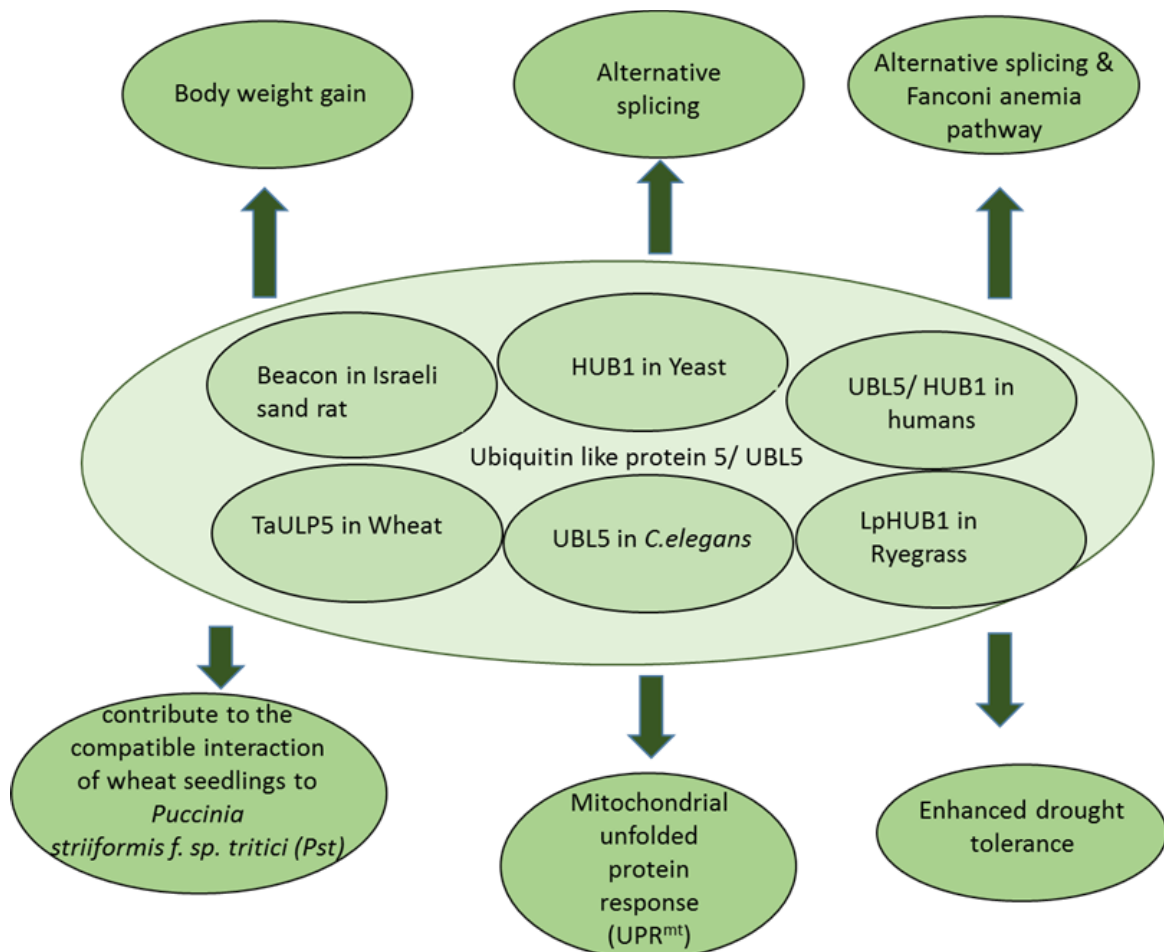 Body weight gain
Alternative
splicing
Alternative splicing &
Fanconi anemia
pathway
Beacon in Israeli
sand rat
HUB1 in Yeast
UBL5/ HUB1 in
humans
Ubiquitin like protein 5/ UBL5
TaULP5 in Wheat
UBL5 in C.elegans
LpHUB1 in
Ryegrass
contribute to the
compatible interaction
of wheat seedlings to
Puccinia
striiformis f. sp. tritici (Pst)
Mitochondrial
unfolded
protein
response
(UPRmt)
Enhanced drought
tolerance